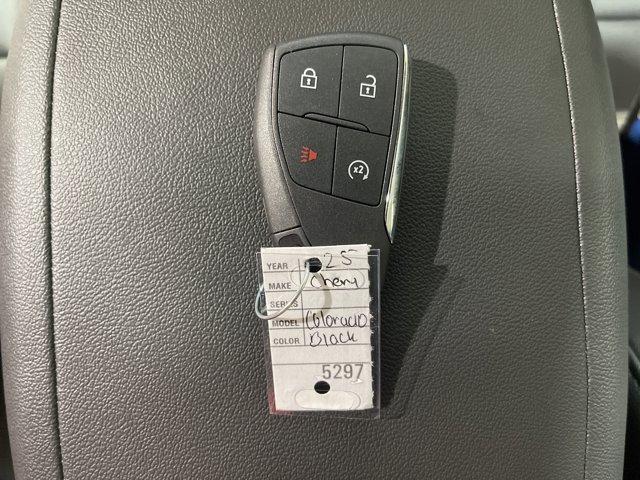 x2
YEAR 25
MAKE Chevy
SERIES
MODEL Colorado
COLOR Black
5297